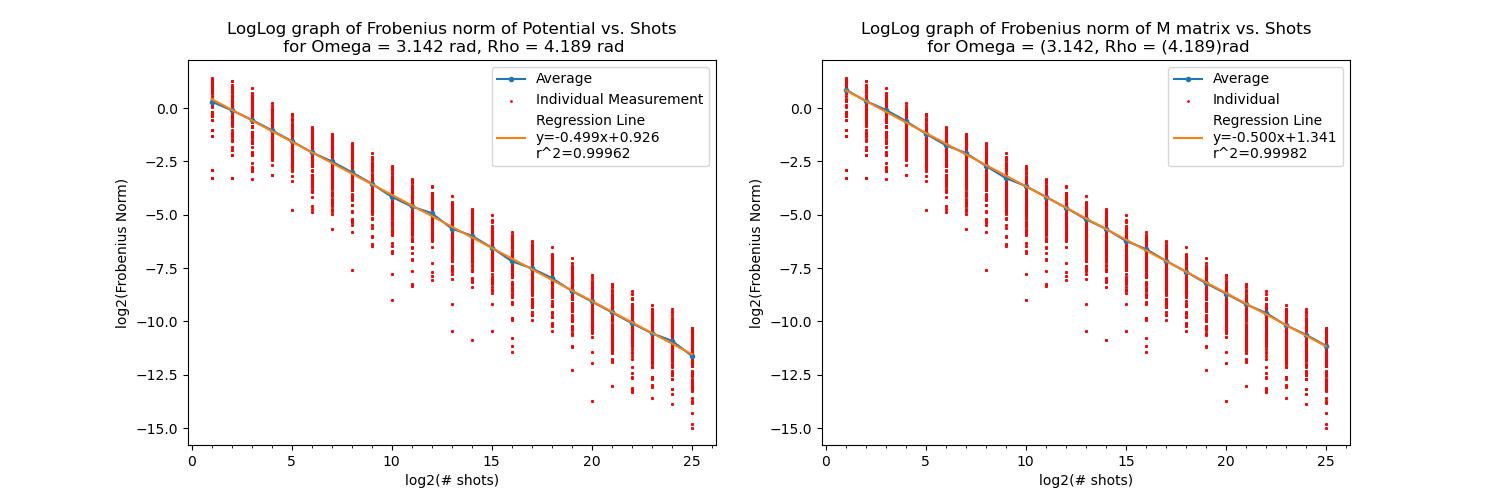 LogLog graph of Frobenius norm of Potential vs. Shots
for Omega = 3.142 rad, Rho = 4.189 rad
Average
Individual Measurement
Regression Line
y=-0.499x+0.926
r^2=0.99962
log2(Frobenius Norm)
0.0
−2.5
−5.0
−7.5
−10.0
−12.5
−15.0
0
5
10
15
20
25
log2(# shots)
LogLog graph of Frobenius norm of M matrix vs. Shots
for Omega = (3.142, Rho = (4.189)rad
Average
Individual
Regression Line
y=-0.500x+1.341
r^2=0.99982
log2(Frobenius Norm)
0.0
−2.5
−5.0
−7.5
−10.0
−12.5
−15.0
0
5
10
15
20
25
log2(# shots)